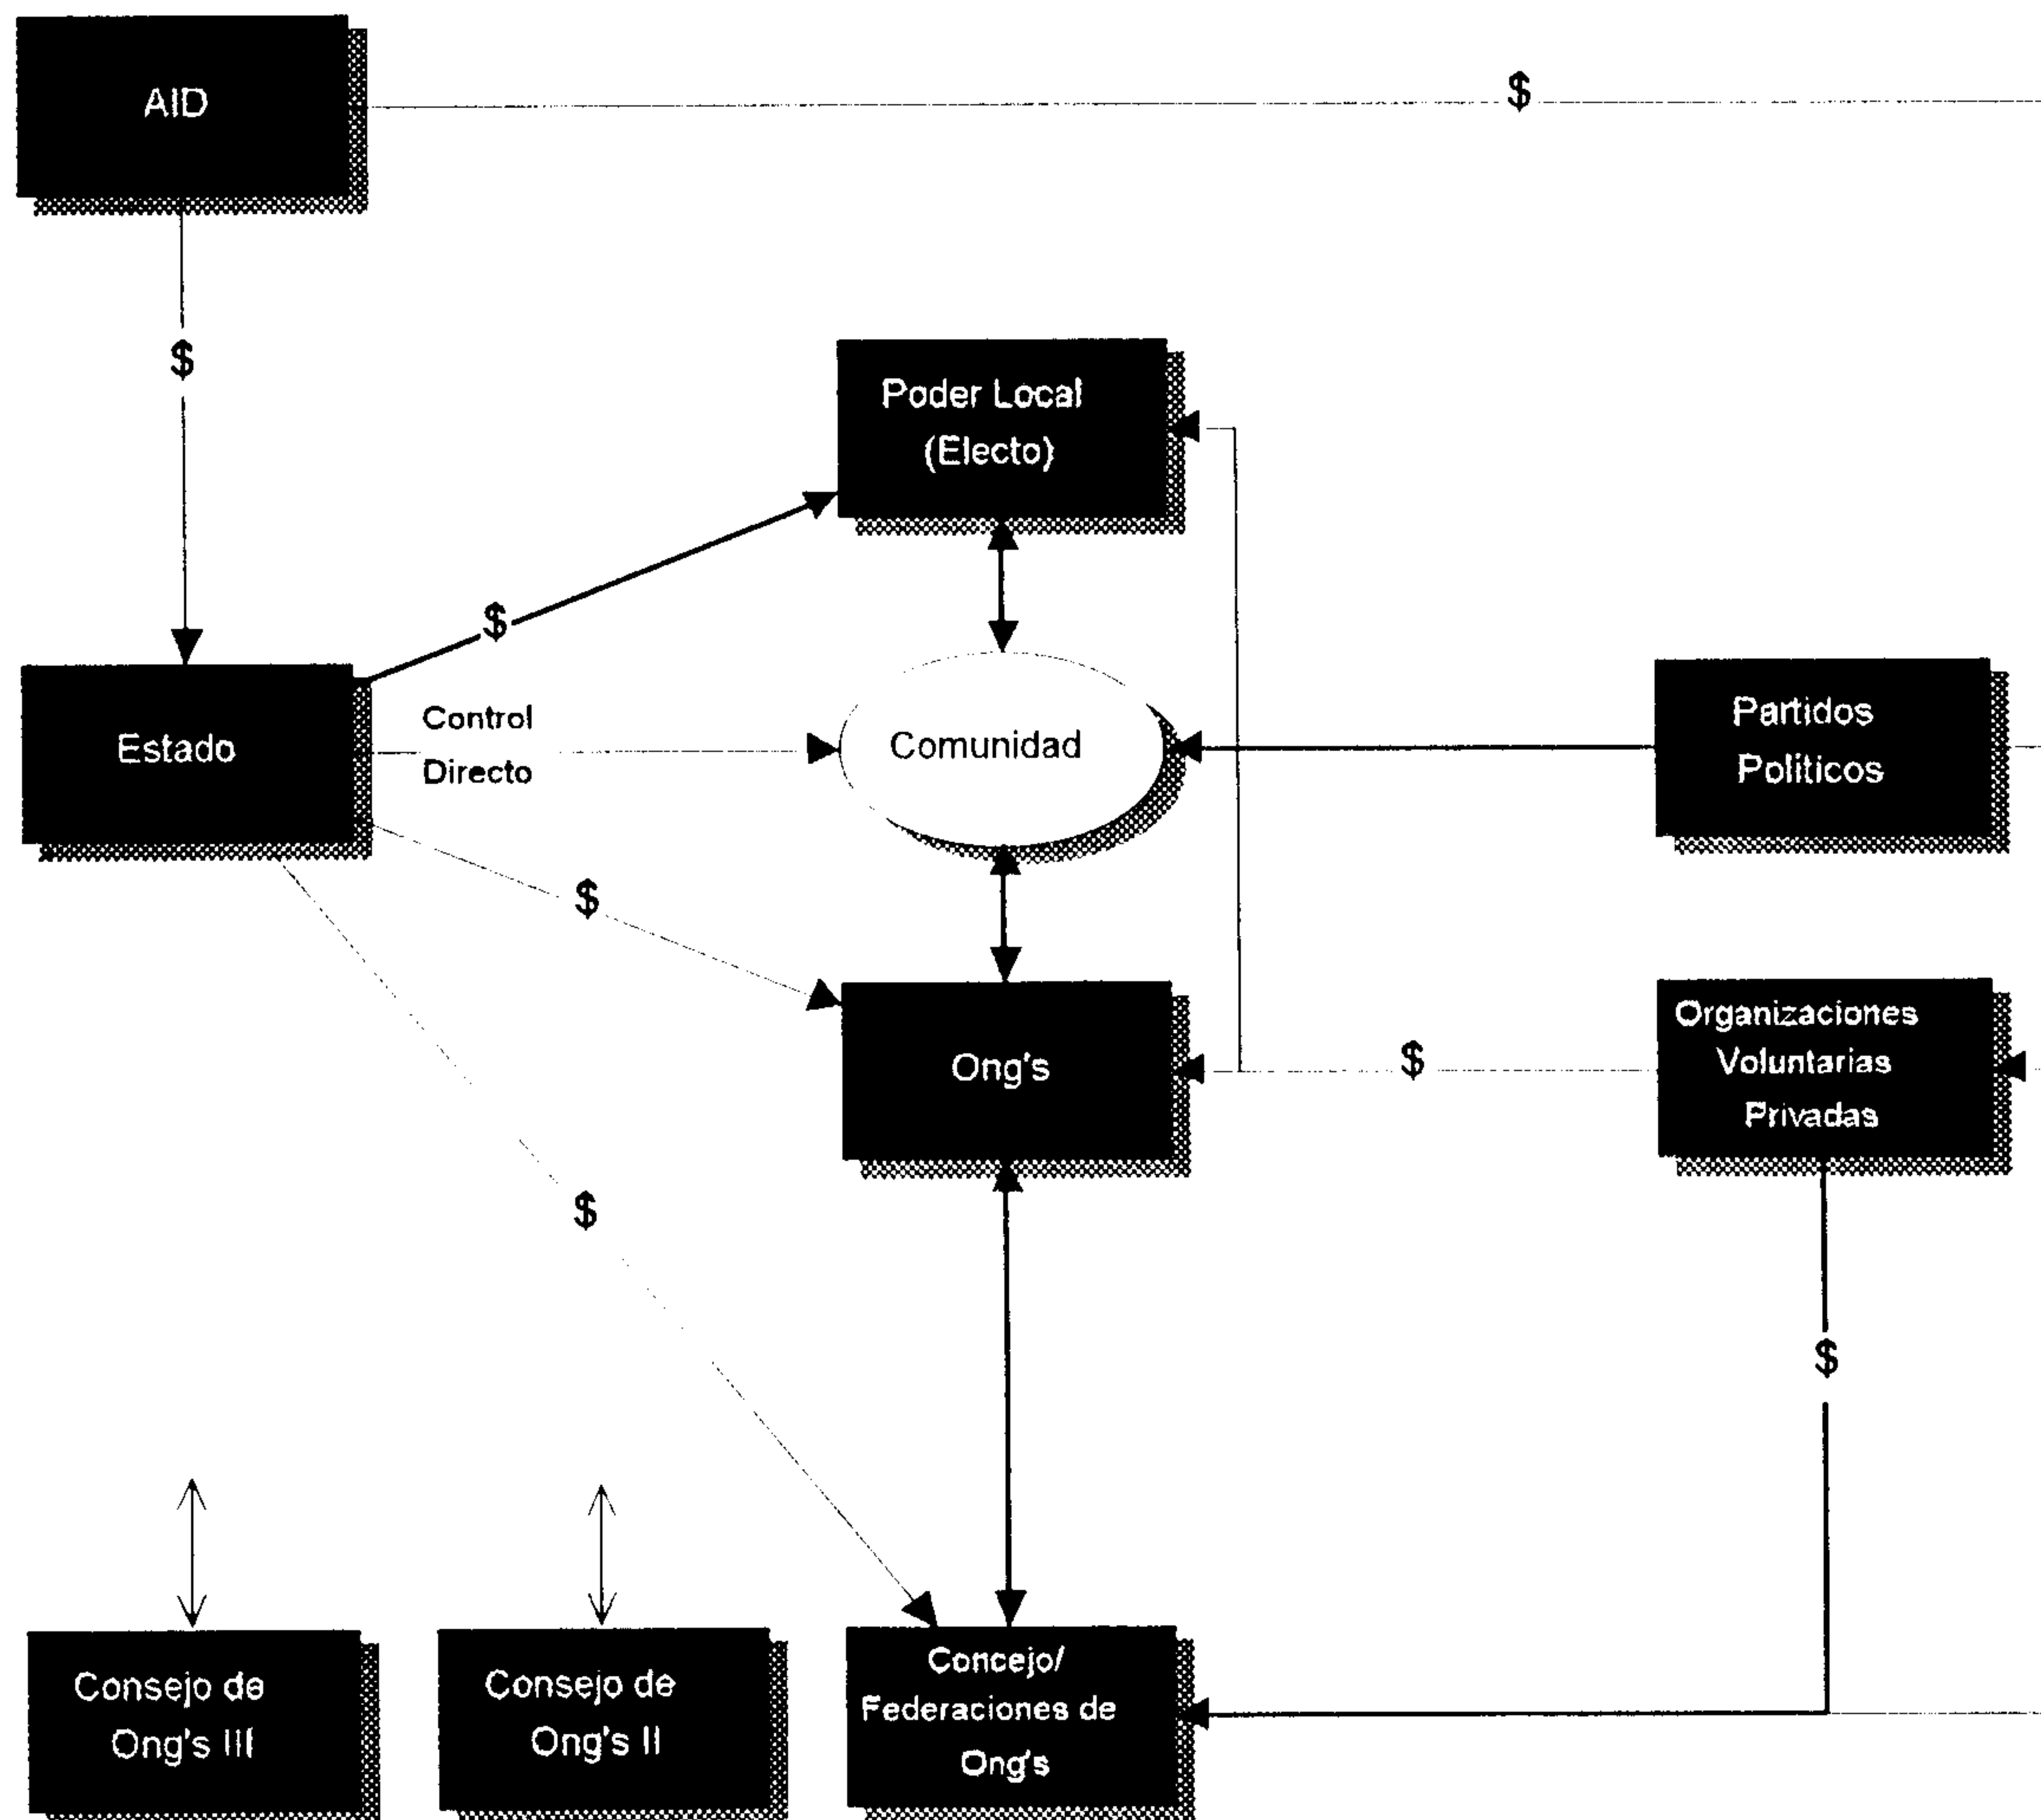 AID
$
$
Poder Local
(Electo)
$
Control
Directo
Estado
Comunidad
Partidos
Politicos
$
Ong's
$
Organizaciones
Voluntarias
Privadas
$
$
Consejo de
Ong's III
Consejo de
Ong's II
Concejo/
Federaciones de
Ong's